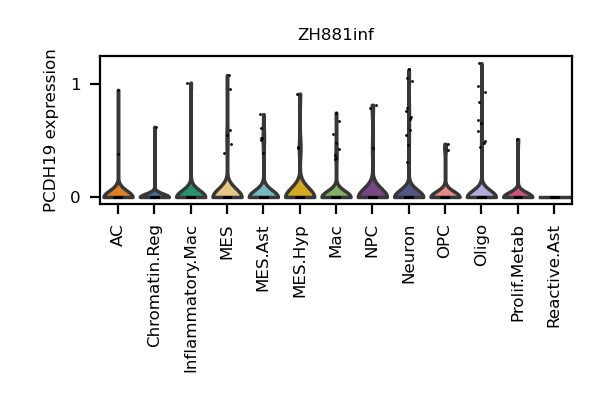 ZH881inf
PCDH19 expression
1
0
AC
Chromatin.Reg
Inflammatory.Mac
MES
MES.Ast
MES.Hyp
Mac
NPC
Neuron
OPC
Oligo
Prolif.Metab
Reactive.Ast